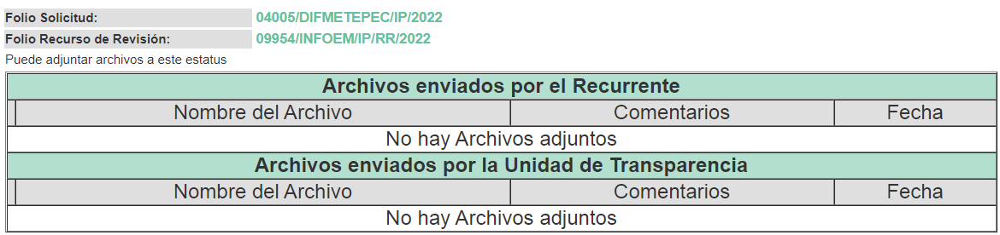 Folio Solicitud: 04005/DIFMETEPEC/IP/2022
Folio Recurso de Revisión: 09954/INFOEM/IP/RR/2022
Puede adjuntar archivos a este estatus
Archivos enviados por el Recurrente
Nombre del Archivo Comentarios Fecha
No hay Archivos adjuntos
Archivos enviados por la Unidad de Transparencia
Nombre del Archivo Comentarios Fecha
No hay Archivos adjuntos